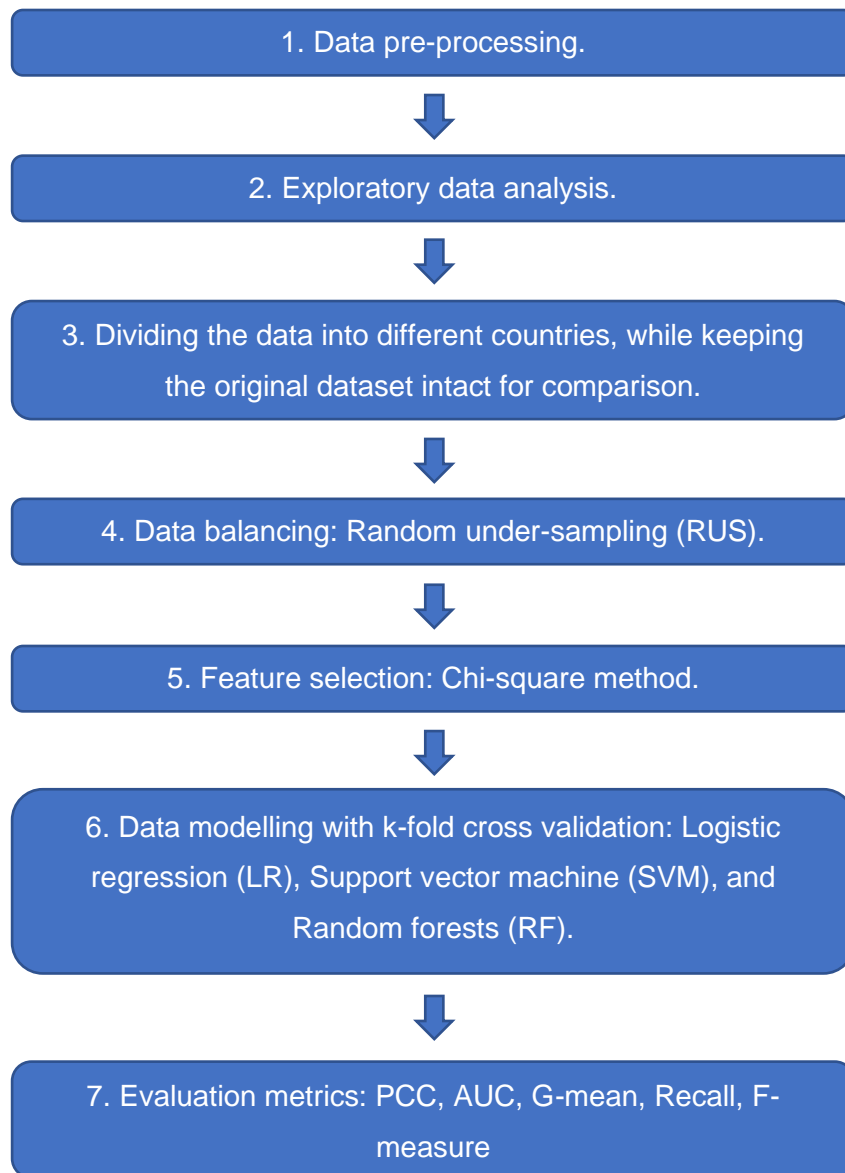 1. Data pre-processing.
2. Exploratory data analysis.
3. Dividing the data into different countries, while keeping
the original dataset intact for comparison.
4. Data balancing: Random under-sampling (RUS).
5. Feature selection: Chi-square method.
6. Data modelling with k-fold cross validation: Logistic
regression (LR), Support vector machine (SVM), and
Random forests (RF).
7. Evaluation metrics: PCC, AUC, G-mean, Recall, F-
measure